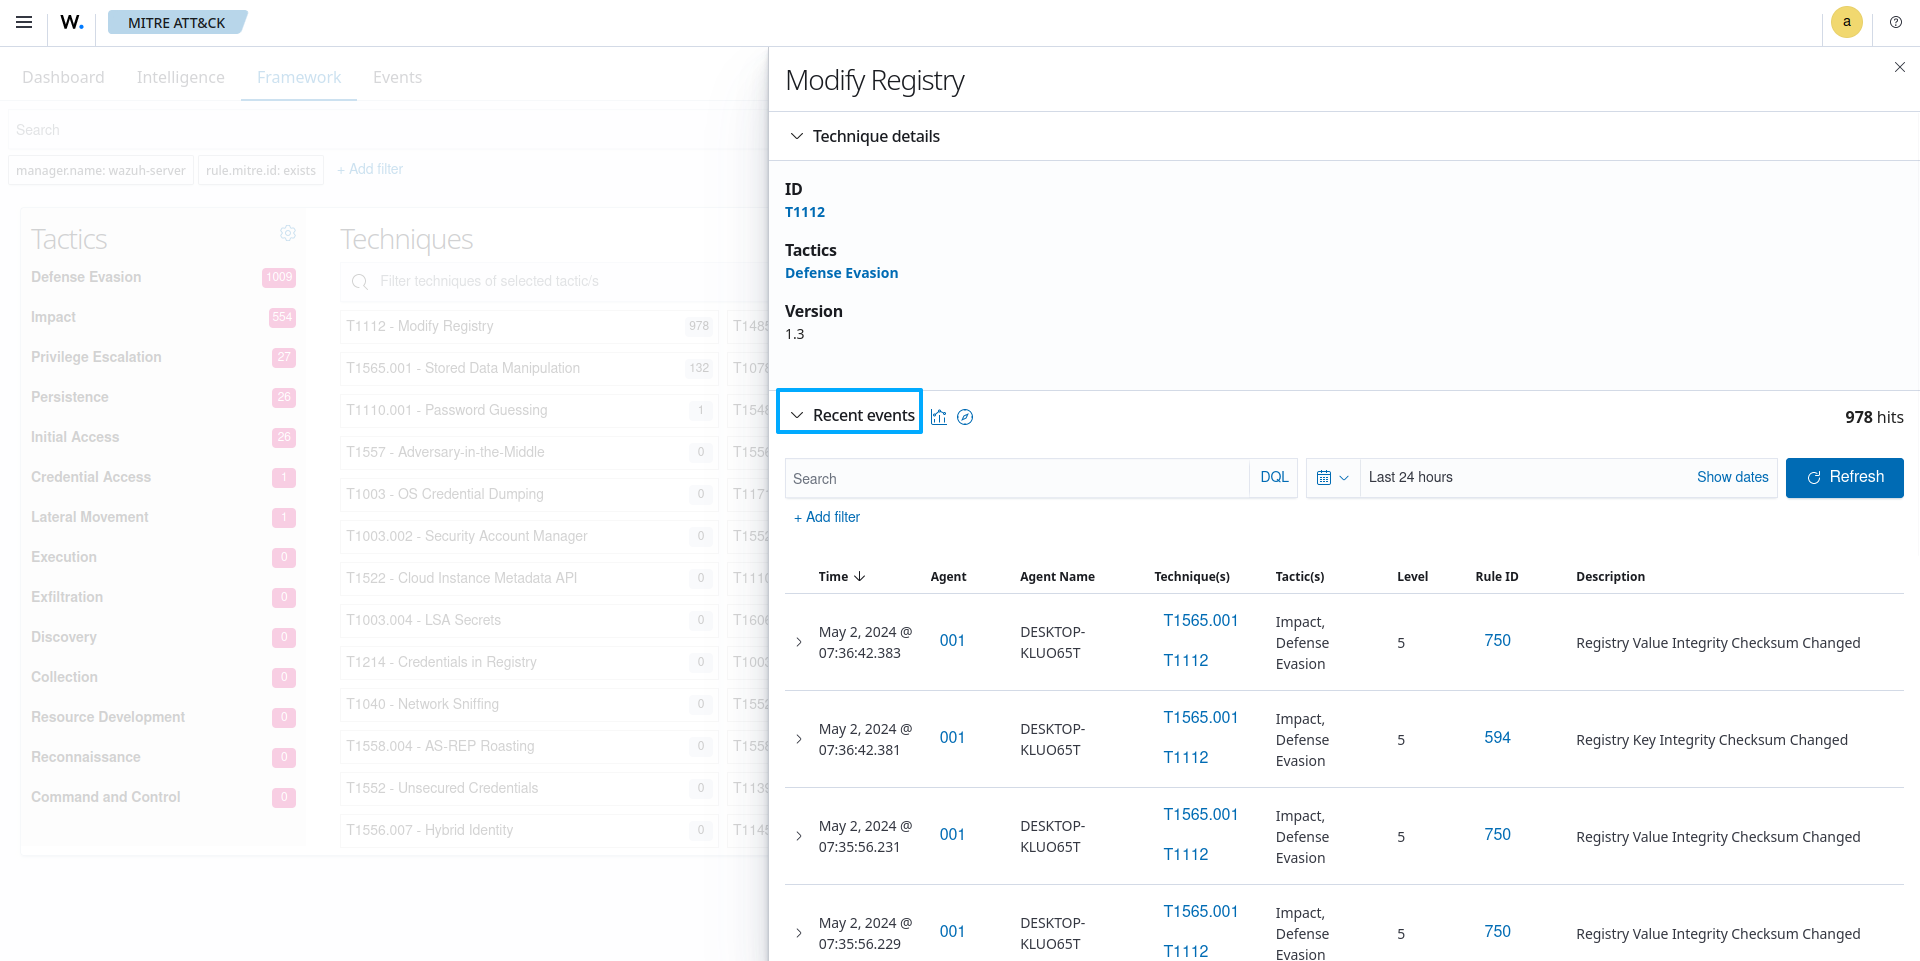 W.
MITRE ATT&CK
a
Dashboard
Intelligence
Framework
Events
Search
manager.name: wazuh-server
rule.mitre.id: exists
+ Add filter
Tactics
Defense Evasion 1009
Impact 554
Privilege Escalation 27
Persistence 26
Initial Access 26
Credential Access 1
Lateral Movement 1
Execution 0
Exfiltration 0
Discovery 0
Collection 0
Resource Development 0
Reconnaissance 0
Command and Control 0
Techniques
Filter techniques of selected tactic/s
T1112 - Modify Registry 978
T1565.001 - Stored Data Manipulation 132
T1110.001 - Password Guessing 1
T1557 - Adversary-in-the-Middle 0
T1003 - OS Credential Dumping 0
T1003.002 - Security Account Manager 0
T1522 - Cloud Instance Metadata API 0
T1003.004 - LSA Secrets 0
T1214 - Credentials in Registry 0
T1040 - Network Sniffing 0
T1558.004 - AS-REP Roasting 0
T1552 - Unsecured Credentials 0
T1556.007 - Hybrid Identity 0
Modify Registry
Technique details
ID
T1112
Tactics
Defense Evasion
Version
1.3
Recent events
978 hits
Search
DQL
Last 24 hours
Show dates
Refresh
+ Add filter
Time Agent Agent Name Technique(s) Tactic(s) Level Rule ID Description
May 2, 2024 @
07:36:42.383
001
DESKTOP-
KLUO65T
T1565.001
T1112
Impact,
Defense
Evasion
5
750
Registry Value Integrity Checksum Changed
May 2, 2024 @
07:36:42.381
001
DESKTOP-
KLUO65T
T1565.001
T1112
Impact,
Defense
Evasion
5
594
Registry Key Integrity Checksum Changed
May 2, 2024 @
07:35:56.231
001
DESKTOP-
KLUO65T
T1565.001
T1112
Impact,
Defense
Evasion
5
750
Registry Value Integrity Checksum Changed
May 2, 2024 @
07:35:56.229
001
DESKTOP-
KLUO65T
T1565.001
T1112
Impact,
Defense
Evasion
5
750
Registry Value Integrity Checksum Changed